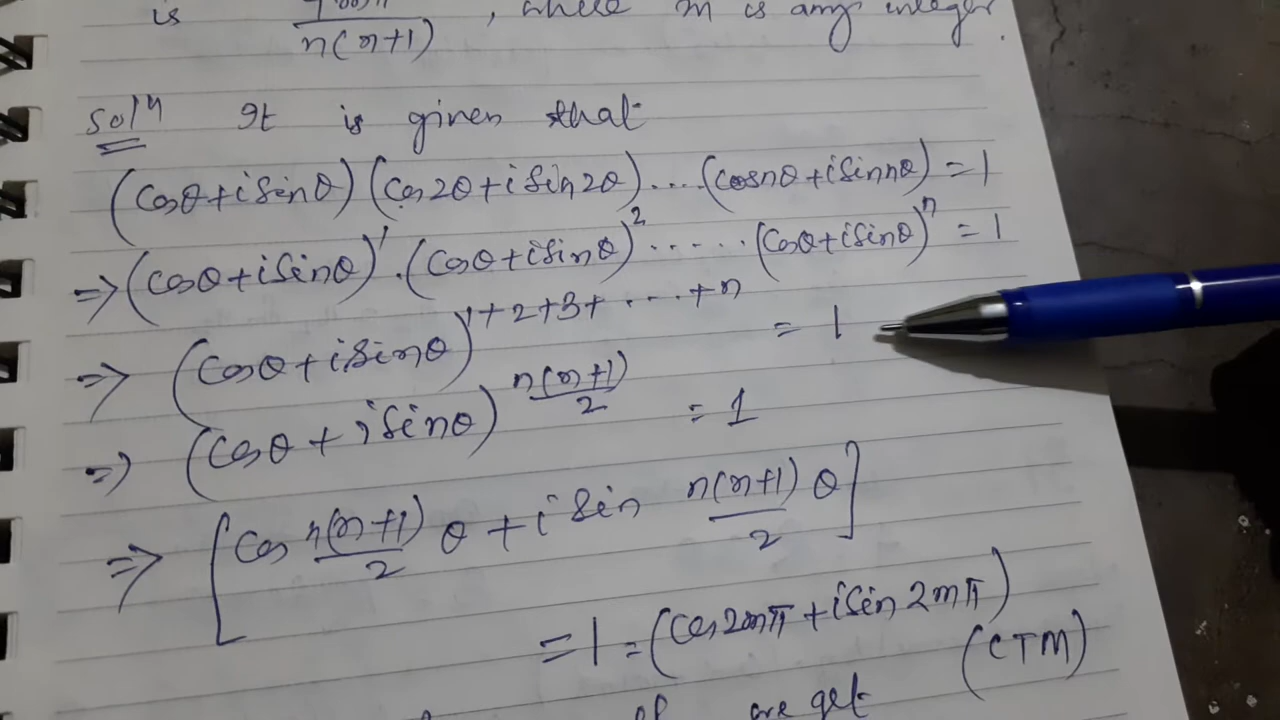 is n(n+1) , where m is any integer.
Solⁿ It is given that
(cosθ+isinθ)(cos2θ+isin2θ)....(cosnθ+isinnθ)=1
⇒(cosθ+isinθ)¹.(cosθ+isinθ)²......(cosθ+isinθ)ⁿ=1
⇒ (cosθ+isinθ)^1+2+3+....+n = 1
⇒ (cosθ+isinθ)^n(n+1)/2 = 1
⇒ [cos n(n+1)/2 θ + i sin n(n+1)/2 θ]
=1=(cos2mπ+isin2mπ)
(CTM)
are get